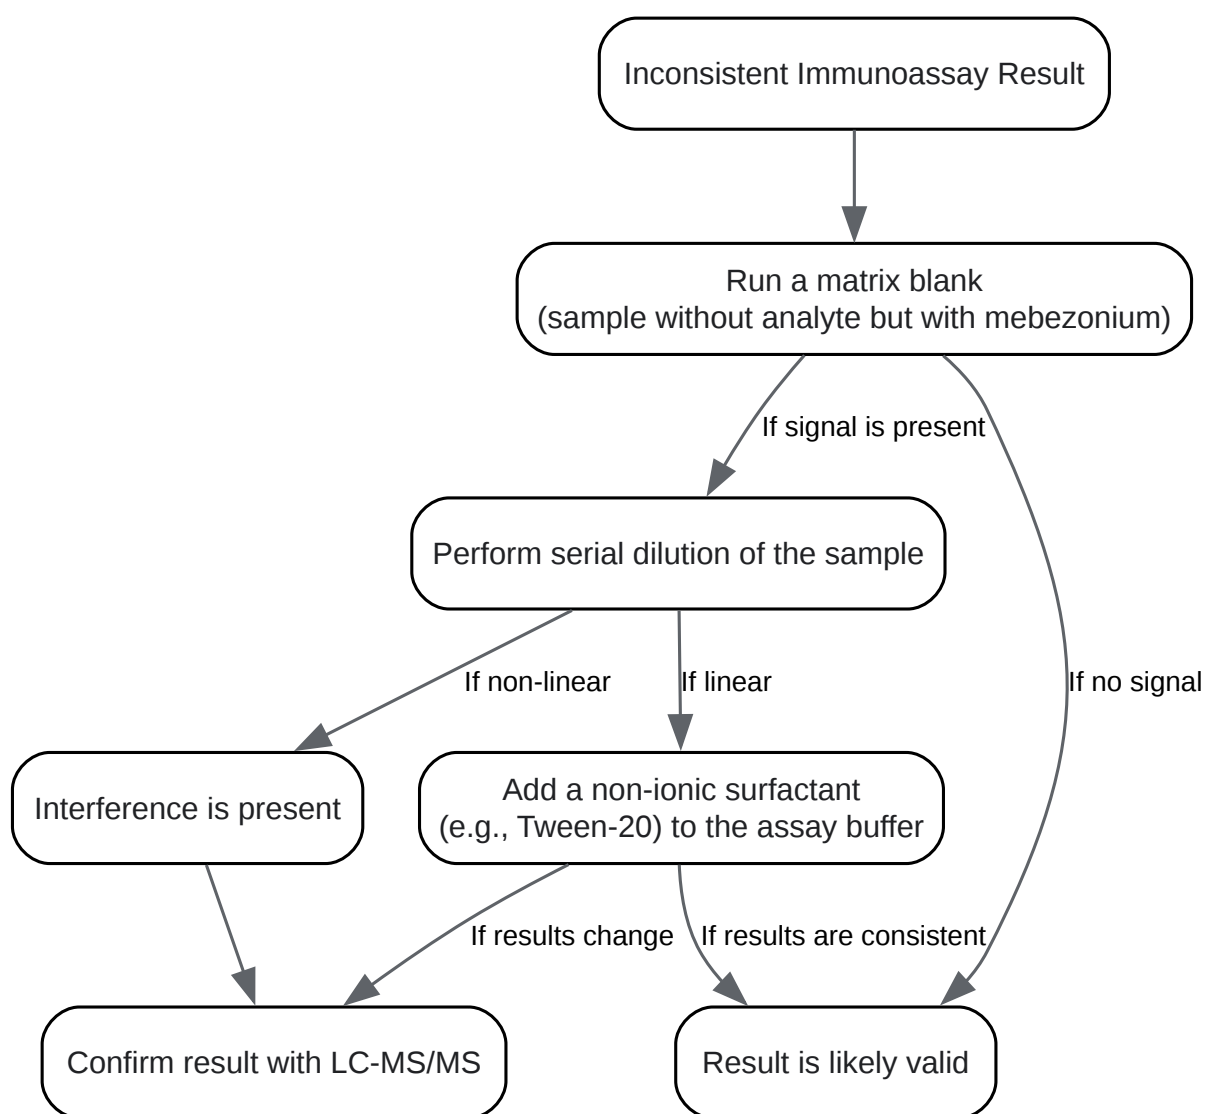 Inconsistent Immunoassay Result
Run a matrix blank
(sample without analyte but with mebezonium)
If signal is present
Perform serial dilution of the sample
If non-linear
If linear
If no signal
Interference is present
Add a non-ionic surfactant
(e.g., Tween-20) to the assay buffer
If results change
If results are consistent
Confirm result with LC-MS/MS
Result is likely valid